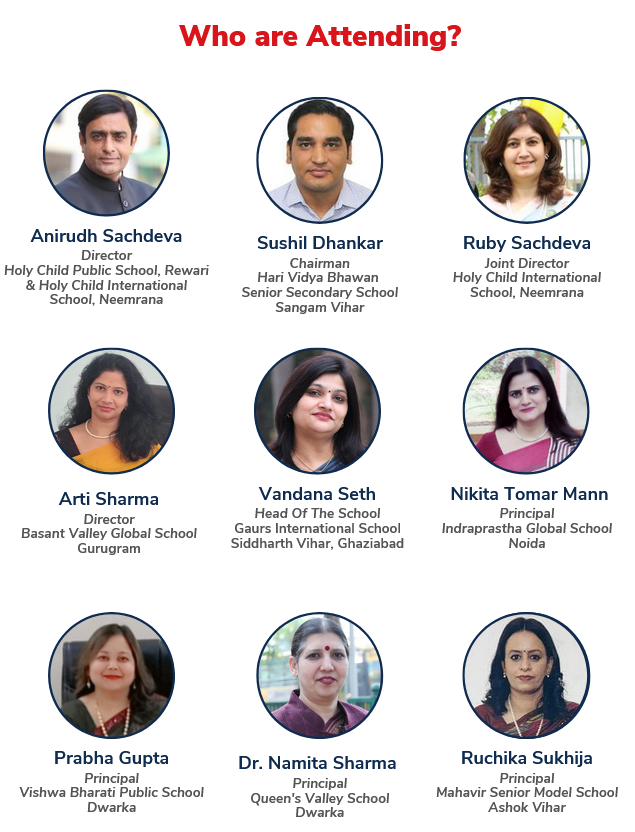 Who are Attending?
Anirudh Sachdeva
Director
Holy Child Public School, Rewari
& Holy Child International
School, Neemrana
Sushil Dhankar
Chairman
Hari Vidya Bhawan
Senior Secondary School
Sangam Vihar
Ruby Sachdeva
Joint Director
Holy Child International
School, Neemrana
Arti Sharma
Director
Basant Valley Global School
Gurugram
Vandana Seth
Head Of The School
Gaurs International School
Siddharth Vihar, Ghaziabad
Nikita Tomar Mann
Principal
Indraprastha Global School
Noida
Prabha Gupta
Principal
Vishwa Bharati Public School
Dwarka
Dr. Namita Sharma
Principal
Queen's Valley School
Dwarka
Ruchika Sukhija
Principal
Mahavir Senior Model School
Ashok Vihar